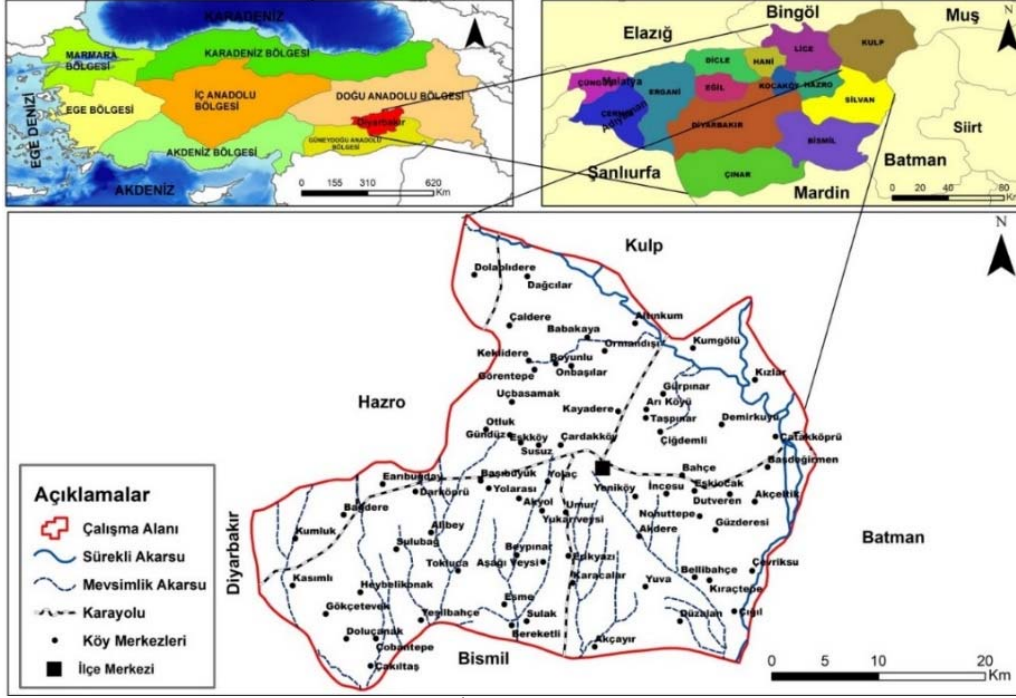 KARADENİZ
N
MARMARA
BÖLGESİ
KARADENİZ BÖLGESİ
EGE DENİZİ
EGE BÖLGESİ
İÇ ANADOLU
BÖLGESİ
DOĞU ANADOLU
BÖLGESİ
Diyarbakır
GÜNEYDOĞU ANADOLU
BÖLGESİ
AKDENİZ BÖLGESİ
AKDENİZ
0 155 310 620
Km
Bingöl
Muş
N
Elazığ
LİCE
KULP
DİCLE
HANİ
ÇÜNGÜŞ
Malatya
ERGANİ
EĞİL
KOCAKÖY
HAZRO
SİLVAN
ÇERMİK
Adıyaman
DİYARBAKIR
BİSMİL
Siirt
Batman
Şanlıurfa
ÇINAR
Mardin
0 20 40 80
Km
N
Kulp
Dolaplıdere
Dağcılar
Çaldere
Altınkum
Babakaya
Ormandışı
Kumgölü
Keklidere
Boyunlu
Görentepe
Onbaşılar
Kızlar
Gürpınar
Hazro
Uçbasamak
Kayadere
Arı Köyü
Taşpınar
Demirkuyu
Otluk
Gündüz
Eskköy
Çardakköy
Çiğdemli
Çatakköprü
Susuz
Başdeğirmen
Bahçe
Başıbüyük
Yolaç
Yeniköy
İncesu
Eskiocak
Darköprü
Yolarası
Dutveren
Akçeltik
Akyol
Umur
Nohuttepe
Bağdere
Yukarıveysi
Akdere
Güzderesi
Kumluk
Alibey
Sulubağ
Beypınar
Batman
Diyarbakır
Tokluca
Aşağı Veysi
Çevriksu
Karacalar
Bellibahçe
Kasımlı
Heybelikonak
Yuva
Kıraçtepe
Eşme
Gökçetevek
Yeşilbahçe
Sulak
Düzalan
Çiğil
Doluçanak
Bereketli
Çobantepe
Akçayır
Bismil
Çakıltaş
Açıklamalar
Çalışma Alanı
Sürekli Akarsu
Mevsimlik Akarsu
Karayolu
Köy Merkezleri
İlçe Merkezi
0 5 10 20
Km